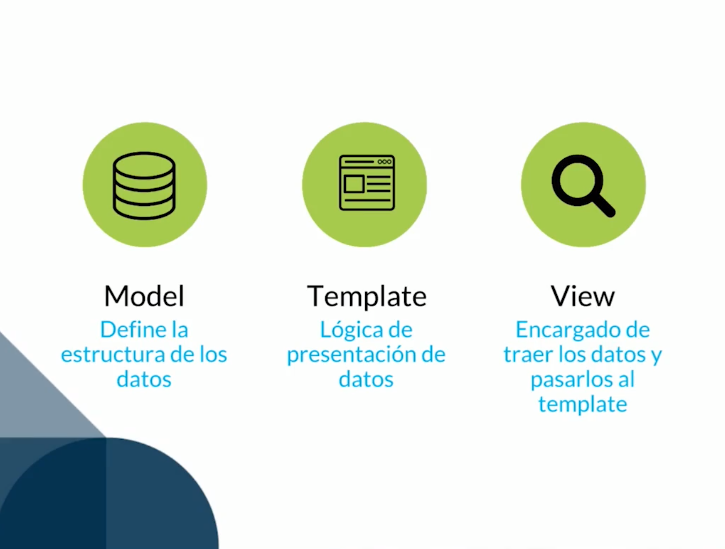 Model
Define la
estructura de los
datos
Template
Lógica de
presentación de
datos
View
Encargado de
traer los datos y
pasarlos al
template